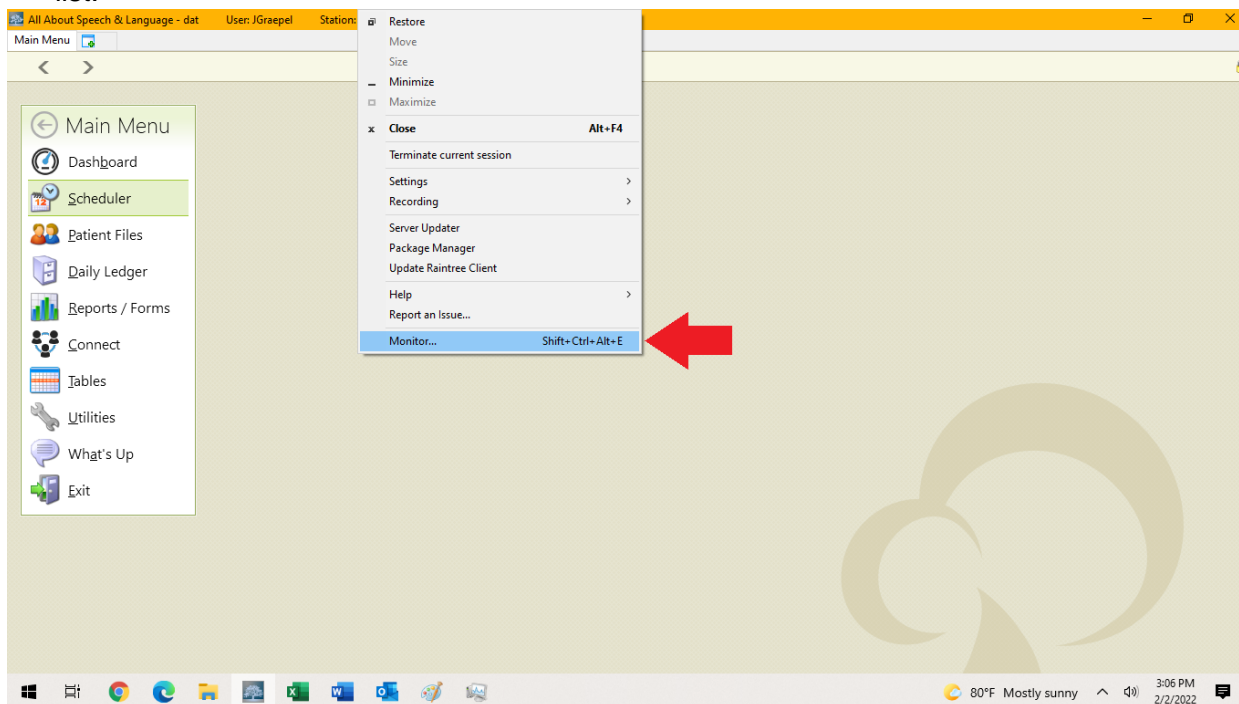 list.
All About Speech & Language - dat User: JGraepel Station:
Main Menu
Main Menu
Dashboard
Scheduler
Patient Files
Daily Ledger
Reports / Forms
Connect
Tables
Utilities
What's Up
Exit
Restore
Move
Size
Minimize
Maximize
Close Alt+F4
Terminate current session
Settings
Recording
Server Updater
Package Manager
Update Raintree Client
Help
Report an Issue...
Monitor... Shift+Ctrl+Alt+E
80°F Mostly sunny
3:06 PM
2/2/2022